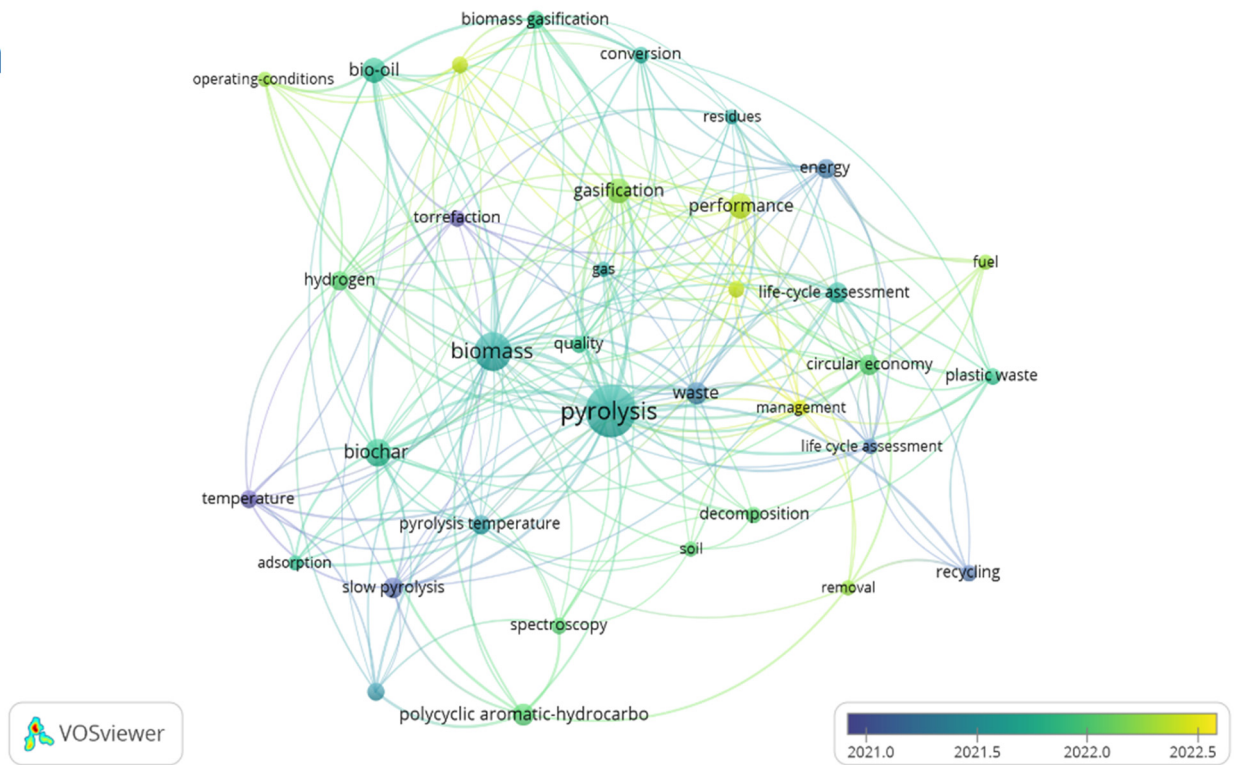 biomass gasification
conversion
bio-oil
operating-conditions
residues
energy
gasification
performance
torrefaction
fuel
gas
hydrogen
life-cycle assessment
quality
biomass
circular economy
plastic waste
waste
management
pyrolysis
life cycle assessment
biochar
temperature
decomposition
pyrolysis temperature
soil
adsorption
recycling
slow pyrolysis
removal
spectroscopy
polycyclic aromatic-hydrocarbo
VOSviewer
2021.0 2021.5 2022.0 2022.5